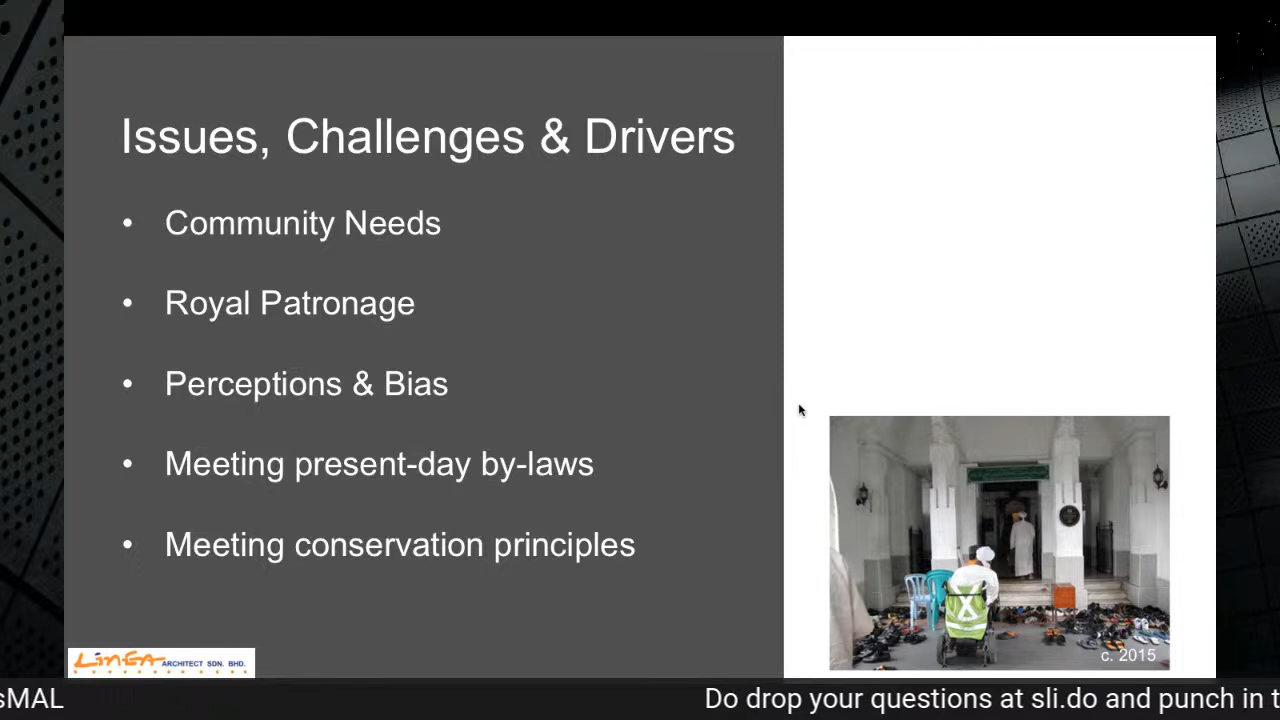 Issues, Challenges & Drivers
• Community Needs
• Royal Patronage
• Perceptions & Bias
• Meeting present-day by-laws
• Meeting conservation principles
c. 2015
LinEA ARCHITECT SDN. BHD.
sMAL Do drop your questions at sli.do and punch in t